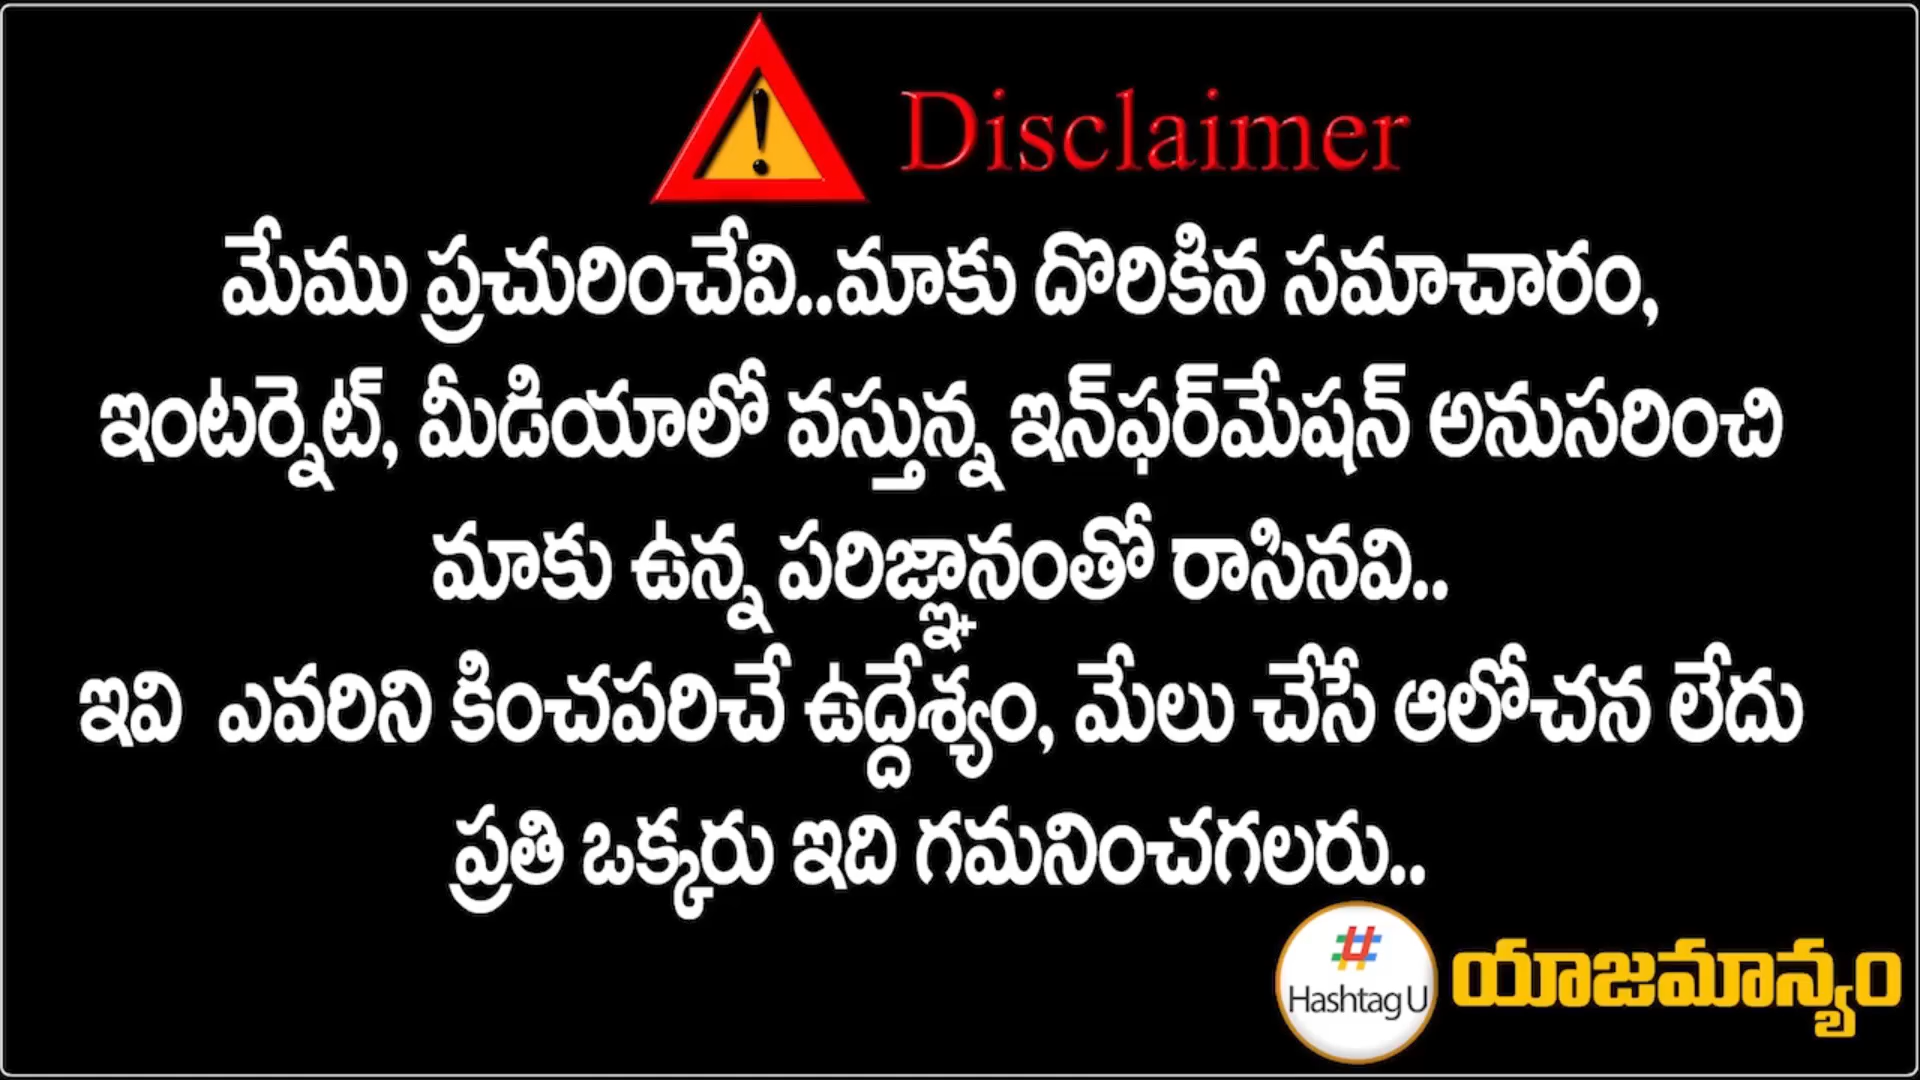 Disclaimer
మేము ప్రచురించేవి..మాకు దొరికిన సమాచారం,
ఇంటర్నెట్, మీడియాలో వస్తున్న ఇన్‌ఫర్‌మేషన్ అనుసరించి
మాకు ఉన్న పరిజ్ఞానంతో రాసినవి..
ఇవి ఎవరిని కించపరిచే ఉద్దేశ్యం, మేలు చేసే ఆలోచన లేదు
ప్రతి ఒక్కరు ఇది గమనించగలరు..
Hashtag U
యాజమాన్యం